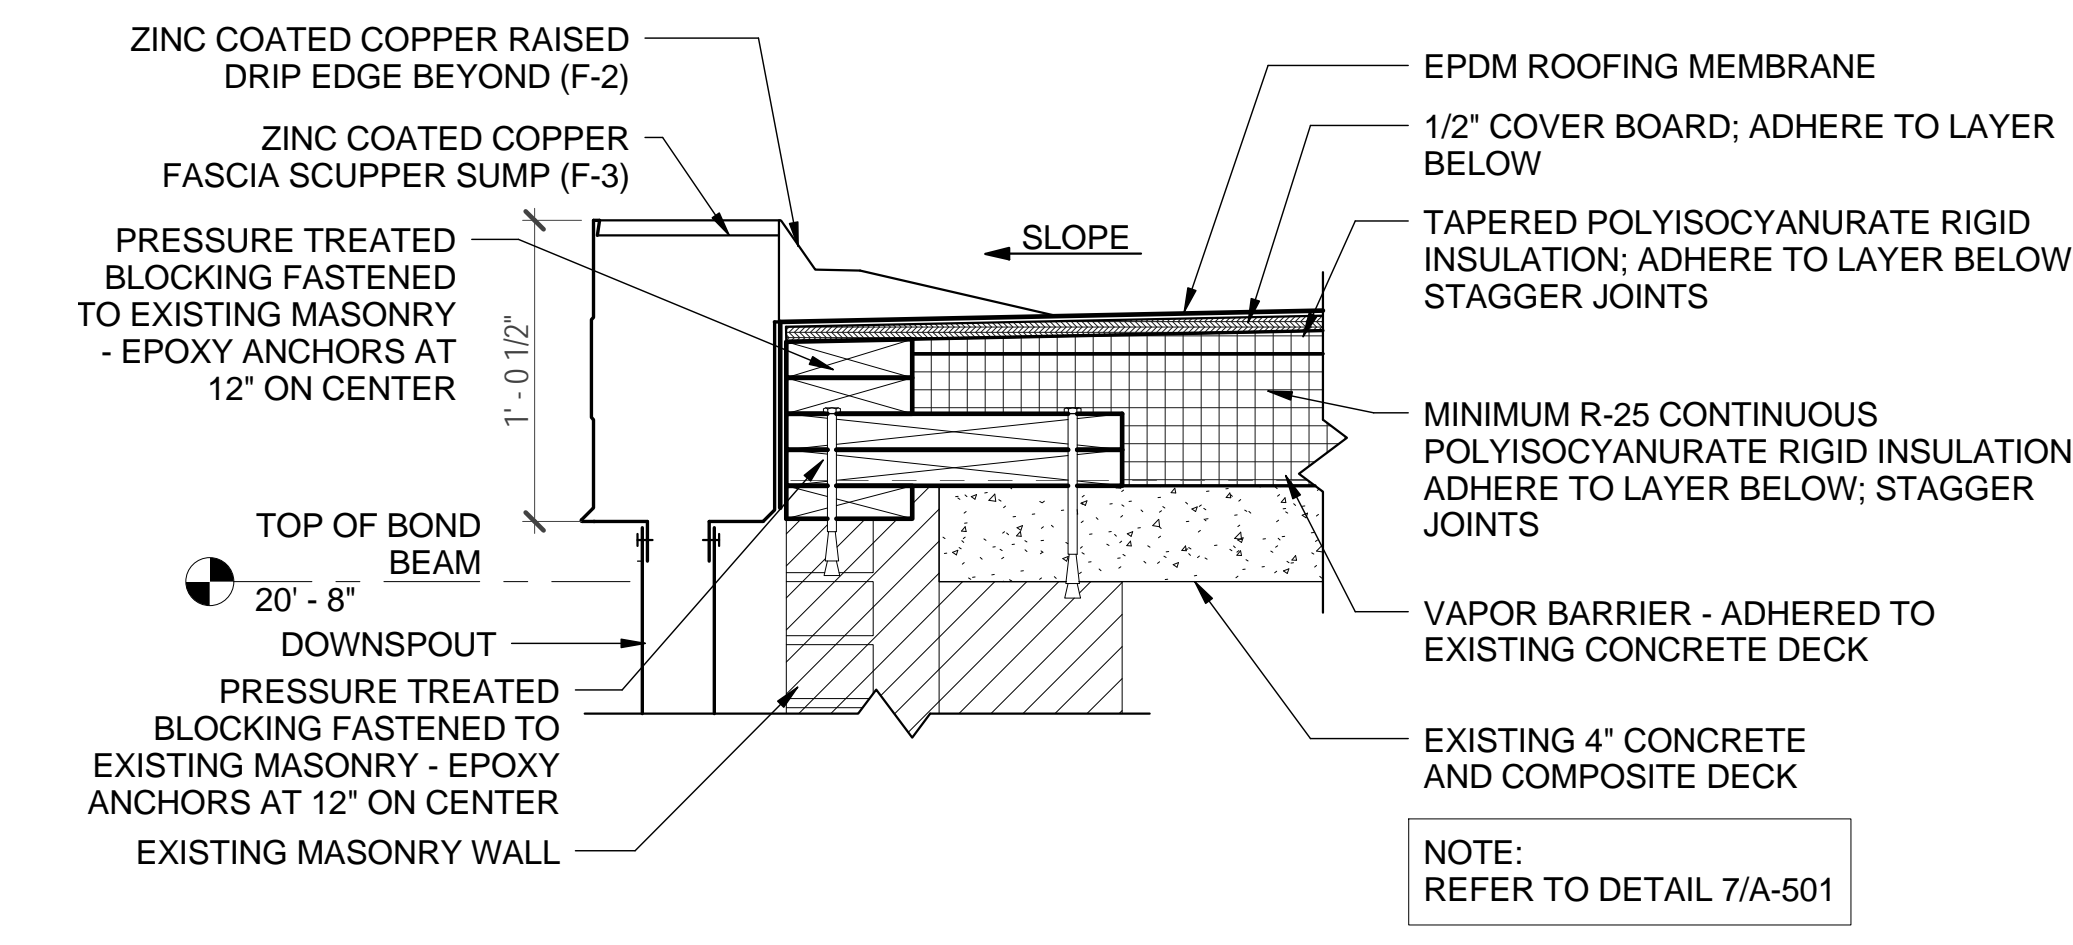 ZINC COATED COPPER RAISED
DRIP EDGE BEYOND (F-2)
ZINC COATED COPPER
FASCIA SCUPPER SUMP (F-3)
PRESSURE TREATED
BLOCKING FASTENED
TO EXISTING MASONRY
- EPOXY ANCHORS AT
12" ON CENTER
1' - 0 1/2"
TOP OF BOND
BEAM
20' - 8"
DOWNSPOUT
PRESSURE TREATED
BLOCKING FASTENED TO
EXISTING MASONRY - EPOXY
ANCHORS AT 12" ON CENTER
EXISTING MASONRY WALL
SLOPE
EPDM ROOFING MEMBRANE
1/2" COVER BOARD; ADHERE TO LAYER
BELOW
TAPERED POLYISOCYANURATE RIGID
INSULATION; ADHERE TO LAYER BELOW
STAGGER JOINTS
MINIMUM R-25 CONTINUOUS
POLYISOCYANURATE RIGID INSULATION
ADHERE TO LAYER BELOW; STAGGER
JOINTS
VAPOR BARRIER - ADHERED TO
EXISTING CONCRETE DECK
EXISTING 4" CONCRETE
AND COMPOSITE DECK
NOTE:
REFER TO DETAIL 7/A-501